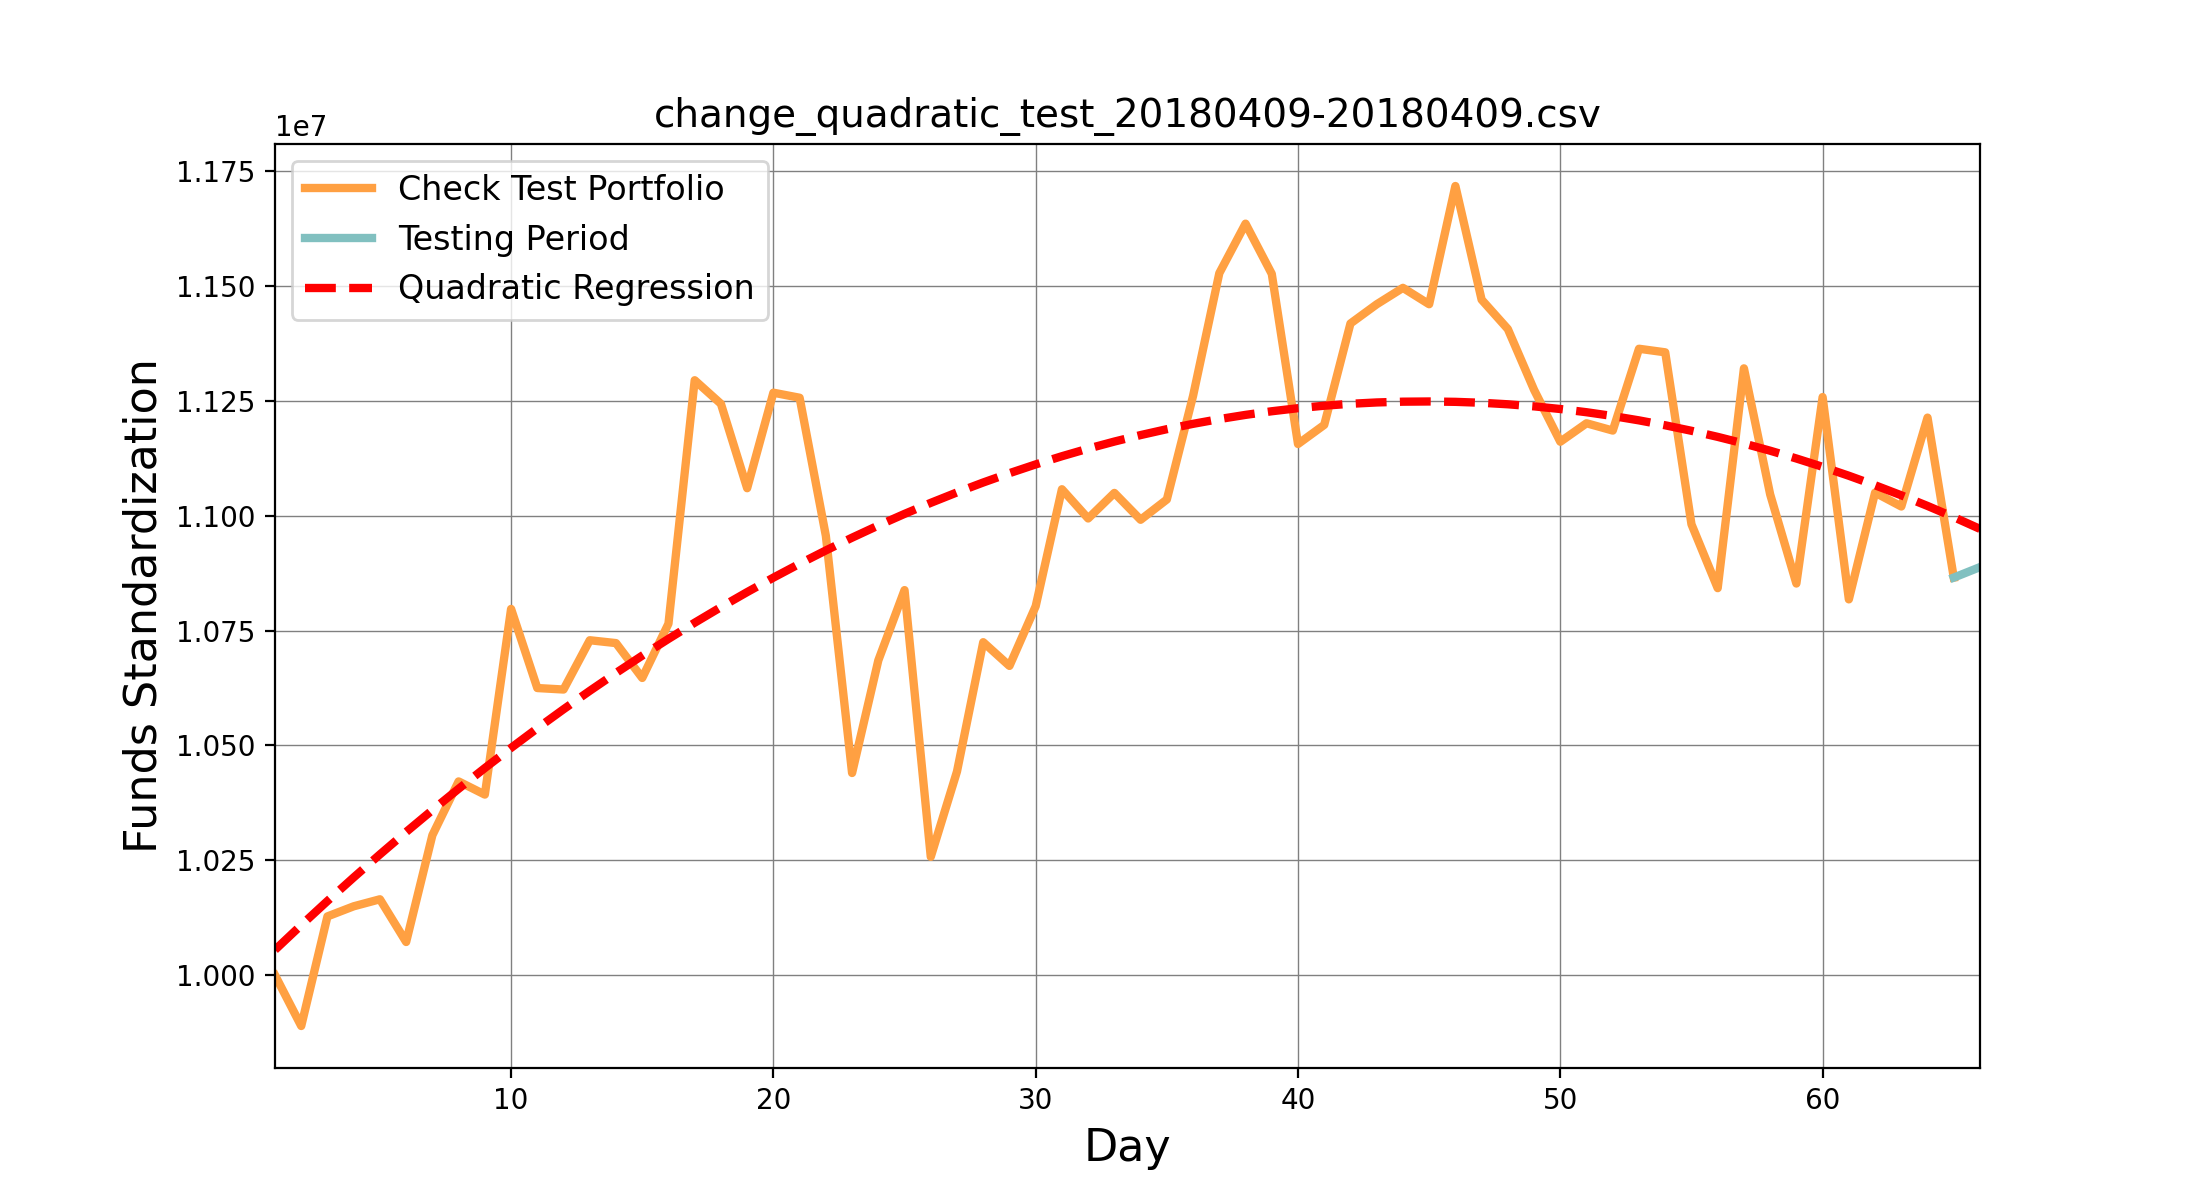 change_quadratic_test_20180409-20180409.csv
1e7
Check Test Portfolio
Testing Period
Quadratic Regression
1.175
1.150
1.125
1.100
1.075
1.050
1.025
1.000
Funds Standardization
10 20 30 40 50 60
Day